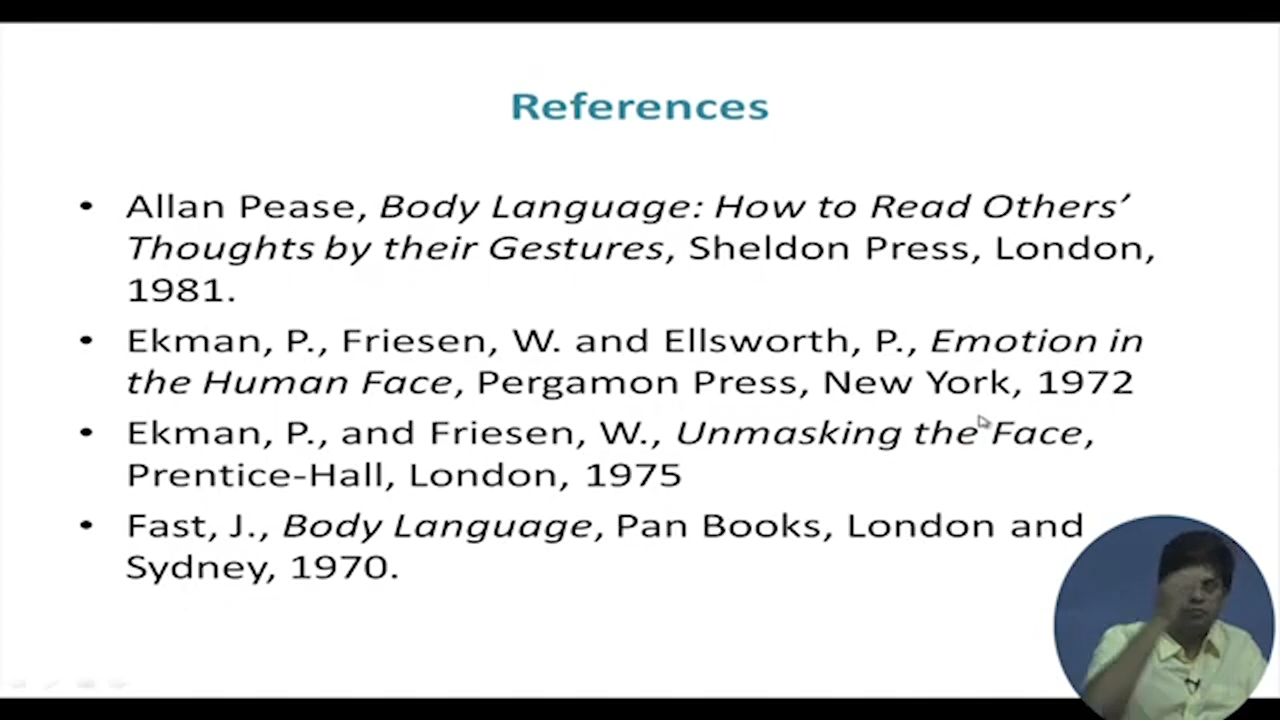 References
• Allan Pease, Body Language: How to Read Others’
Thoughts by their Gestures, Sheldon Press, London,
1981.
• Ekman, P., Friesen, W. and Ellsworth, P., Emotion in
the Human Face, Pergamon Press, New York, 1972
• Ekman, P., and Friesen, W., Unmasking the Face,
Prentice-Hall, London, 1975
• Fast, J., Body Language, Pan Books, London and
Sydney, 1970.